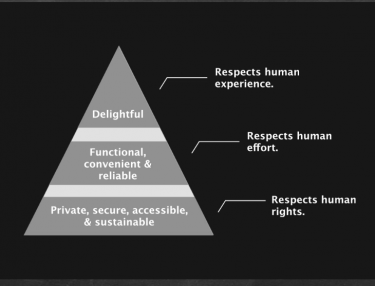 Delightful
Respects human
experience.
Functional,
convenient &
reliable
Respects human
effort.
Private, secure, accessible,
& sustainable
Respects human
rights.